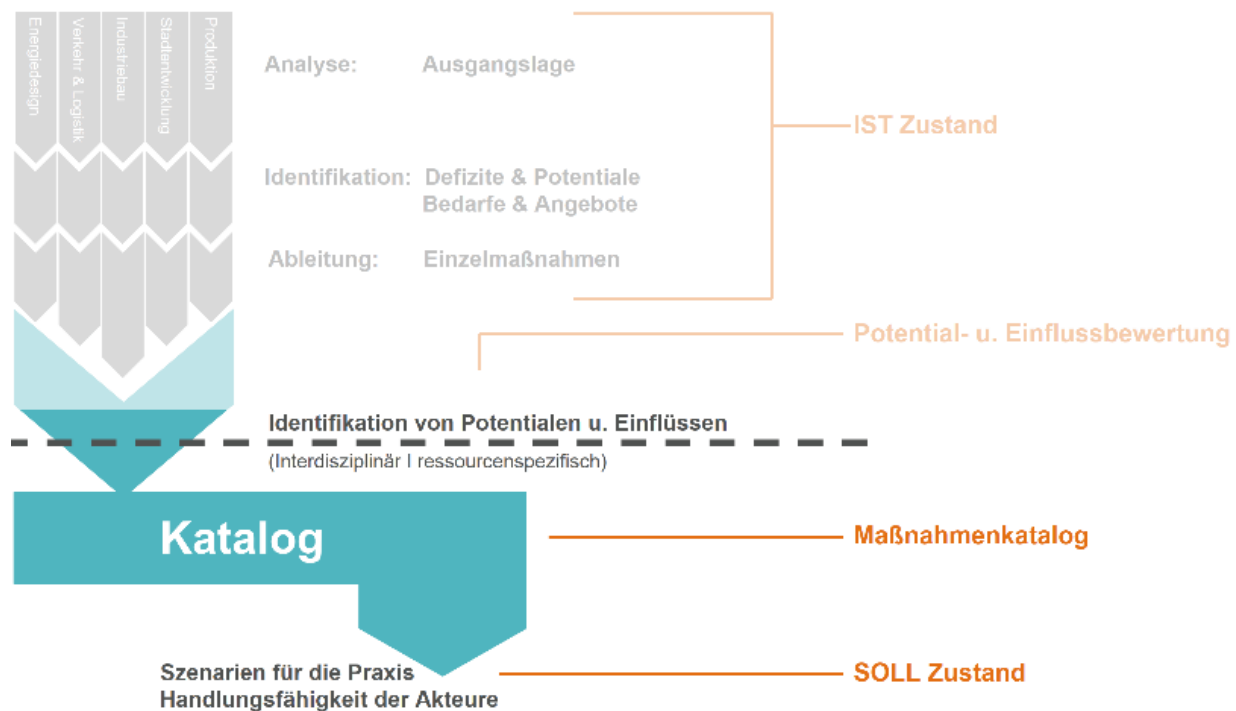 Energiedesign
Verkehr & Logistik
Industriebau
Stadtentwicklung
Produktion
Analyse: Ausgangslage
IST Zustand
Identifikation: Defizite & Potentiale
Bedarfe & Angebote
Ableitung: Einzelmaßnahmen
Potential- u. Einflussbewertung
Identifikation von Potentialen u. Einflüssen
(Interdisziplinär I ressourcenspezifisch)
Katalog
Maßnahmenkatalog
Szenarien für die Praxis
SOLL Zustand
Handlungsfähigkeit der Akteure